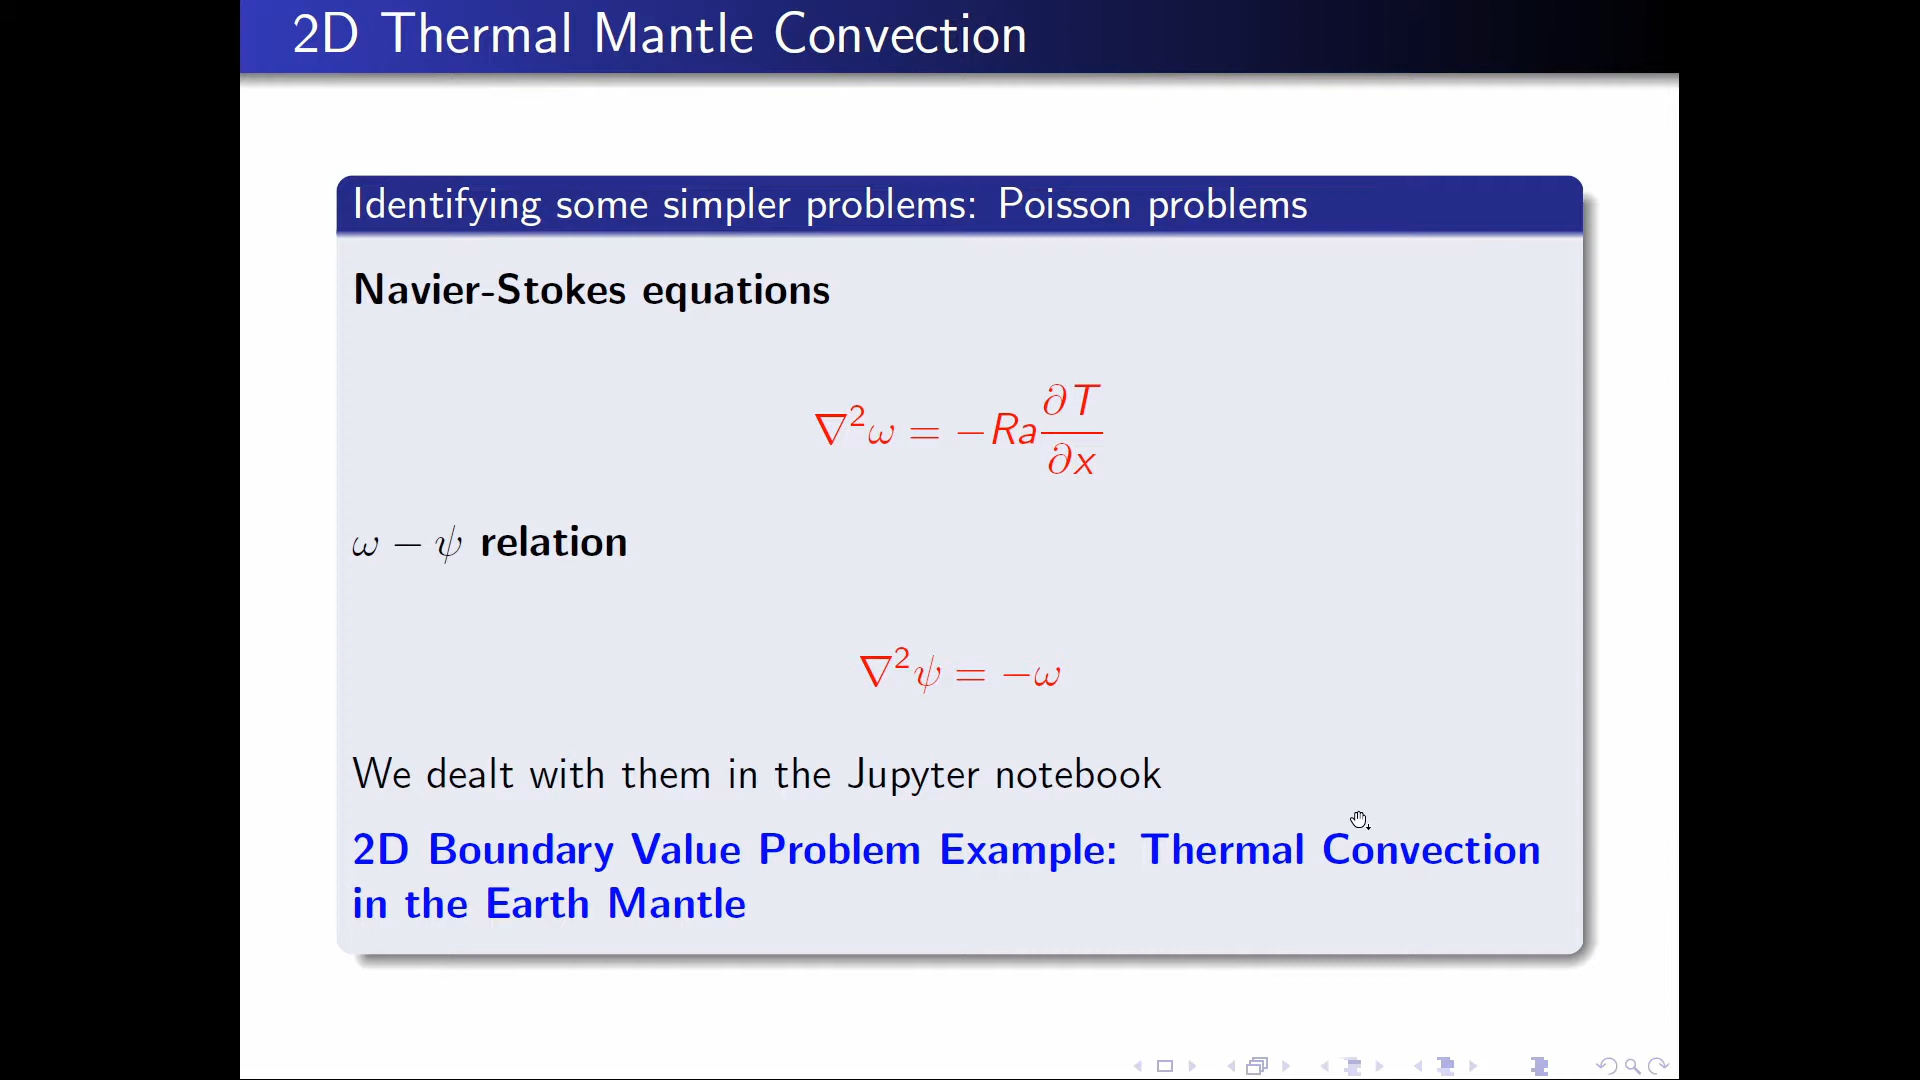 2D Thermal Mantle Convection
Identifying some simpler problems: Poisson problems
Navier-Stokes equations
∇²ω = −Ra ∂T/∂x
ω − ψ relation
∇²ψ = −ω
We dealt with them in the Jupyter notebook
2D Boundary Value Problem Example: Thermal Convection
in the Earth Mantle